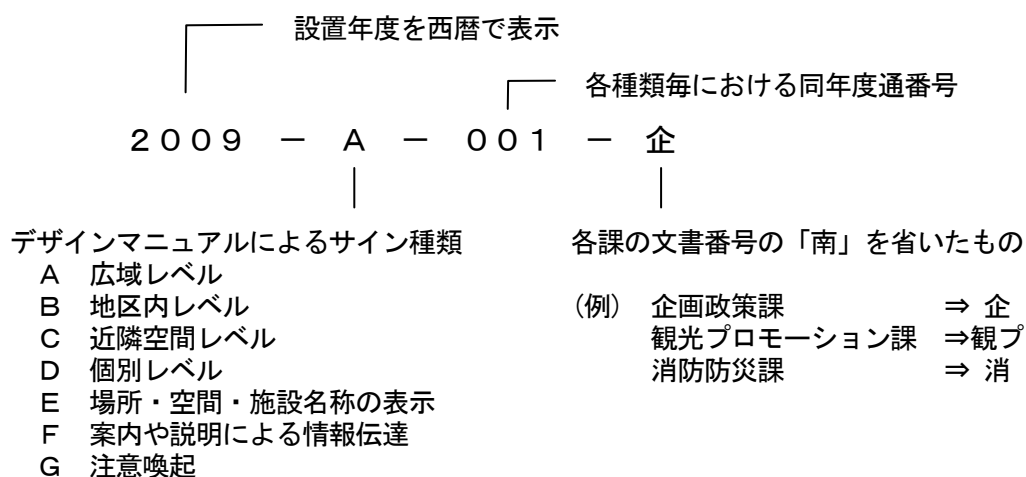 設置年度を西暦で表示
各種類毎における同年度通番号
２００９　－　Ａ　－　００１　－　企
デザインマニュアルによるサイン種類
Ａ　広域レベル
Ｂ　地区内レベル
Ｃ　近隣空間レベル
Ｄ　個別レベル
Ｅ　場所・空間・施設名称の表示
Ｆ　案内や説明による情報伝達
Ｇ　注意喚起
各課の文書番号の「南」を省いたもの
（例）　企画政策課　⇒　企
観光プロモーション課　⇒観プ
消防防災課　⇒　消